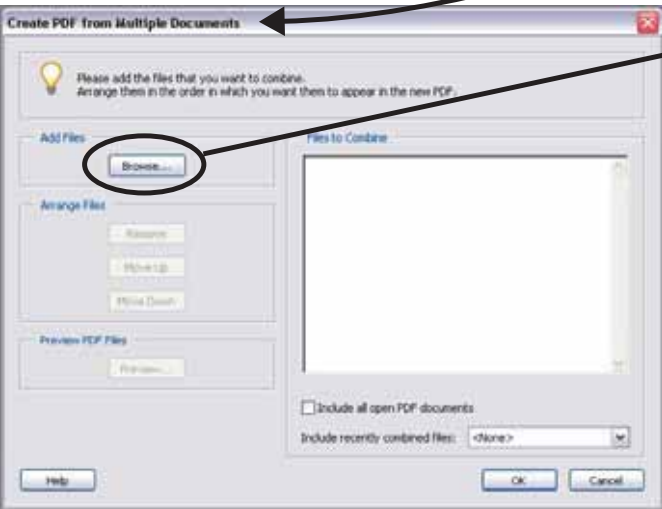 Create PDF from Multiple Documents
Please add the files that you want to combine.
Arrange them in the order in which you want them to appear in the new PDF.
Add Files
Browse...
Arrange Files
Remove
Move Up
Move Down
Preview PDF Files
Preview...
Files to Combine
Include all open PDF documents
Include recently combined files: <None>
Help
OK
Cancel